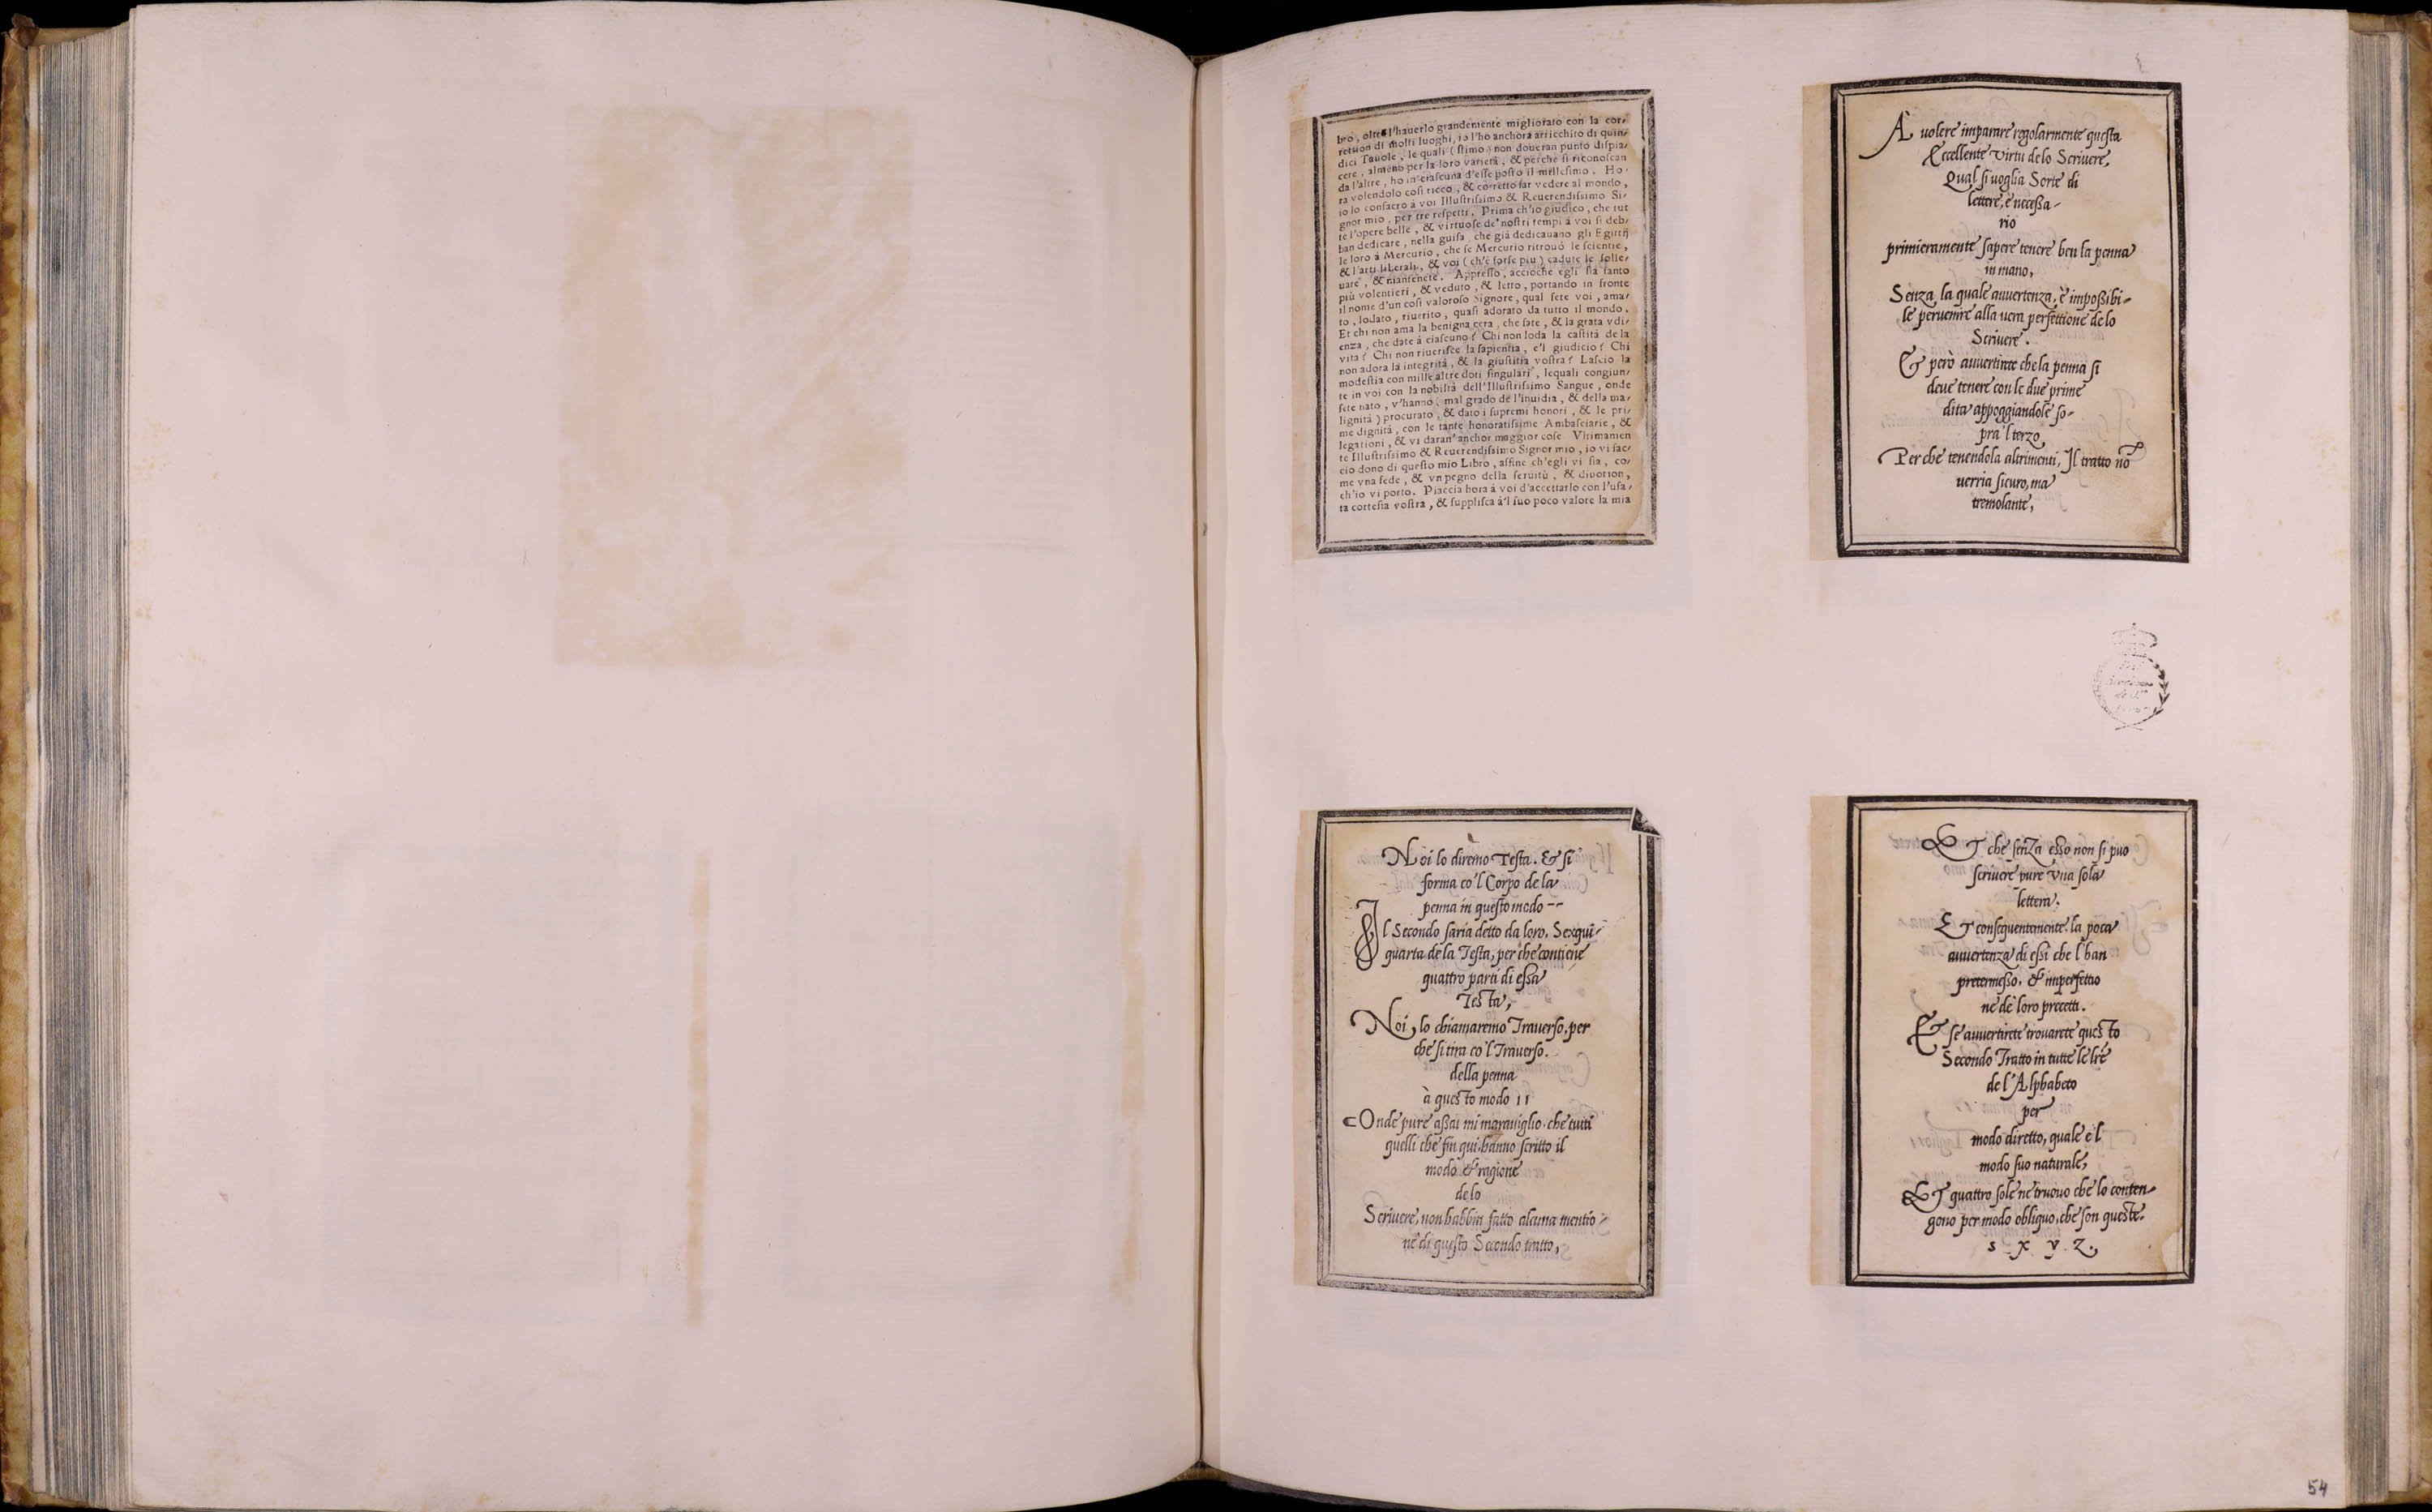 bro, oltre l'hauerlo grandemente migliorato con la cor-
rettion di molti luoghi, io l'ho anchora arricchito di quin-
dici Tauole, le quali (stimo) non doueran punto dispia-
cere, almeno per la loro varietà, & perche si riconoscan
da l'altre, ho in ciascuna d'esse posto il millesimo. Ho-
ra volendolo così ricco, & corretto far vedere al mondo,
io lo consacro à voi Illustrissimo & Reuerendissimo Si-
gnor mio, per tre rispetti. Prima ch'io giudico, che tut
te l'opere belle, & virtuose de' nostri tempi à voi si deb-
ban dedicare, nella guisa che già dedicauano gli Egittij
le loro à Mercurio, che se Mercurio ritrouò le scientie,
& l'arti liberali, & voi (ch'è forse piu) cadute le solle-
uate, & mantenete. Appresso, accioche egli sia tanto
più volentieri, & veduto, & letto, portando in fronte
il nome d'un così valoroso Signore, qual sete voi, ama-
to, lodato, riuerito, quasi adorato da tutto il mondo.
Et chi non ama la benigna cera, che fate, & la grata vdi-
enza, che date à ciascuno? Chi non loda la castità de la
vita? Chi non riuerisce la sapientia, e'l giudicio? Chi
non adora la integrità, & la giustitia vostra? Lascio la
modestia con mille altre doti singulari, lequali congiun-
te in voi con la nobiltà dell'Illustrissimo Sangue, onde
sete nato, v'hanno (mal grado de l'inuidia, & della ma-
lignità) procurato, & dato i supremi honori, & le pri-
me dignità, con le tante honoratissime Ambasciarie, &
legationi, & vi daran' anchor maggior cose Vltimamen
te Illustrissimo & Reuerendissimo Signor mio, io vi fac-
cio dono di questo mio Libro, affine ch'egli vi sia, co-
me vna fede, & vn pegno della seruitù, & diuotion,
ch'io vi porto. Piaccia hora à voi d'accettarlo con l'usa-
ta cortesia vostra, & supplisca à'l suo poco valore la mia
À uolere imparare regolarmente questa
Eccellente virtu de lo Scriuere,
Qual si uoglia Sorte di
lettere, è necessa-
rio
primieramente sapere tenere ben la penna
in mano,
Senza la quale auuertenza, è impossibi-
le peruenire alla uera perfettione de lo
Scriuere.
& però auuertirete che la penna si
deue tenere con le due prime
dita appoggiandole so-
pra'l terzo,
Perche tenendola altrimenti, Il tratto nō
uerria sicuro, ma
tremolante,
Noi lo diremo Testa. & si
forma co'l Corpo de la
penna in questo modo --
Il Secondo saria detto da loro, Sexqui-
quarta de la Testa, per che contiene
quattro parti di essa
Testa,
Noi, lo chiamaremo Trauerso, per
che si tira co'l Trauerso.
della penna
à questo modo ıı
Onde pure assai mi marauiglio, che tutti
quelli che fin qui hanno scritto il
modo & ragione
de lo
Scriuere, non habbin fatto alcuna mentio-
ne di questo Secondo tratto,
ET che senza esso non si puo
scriuere pure vna sola
lettera.
ET conseguentemente la poca
auuertenza di essi che l'han
pretermesso, & imperfettio
ne de loro precetti.
& se auuertirete trouarete questo
Secondo Tratto in tutte le lrē
de l'Alphabeto
per
modo diretto, quale è l
modo suo naturale,
ET quattro sole ne truouo che lo conten-
gono per modo obliquo, che son queste.
s x y z,
54